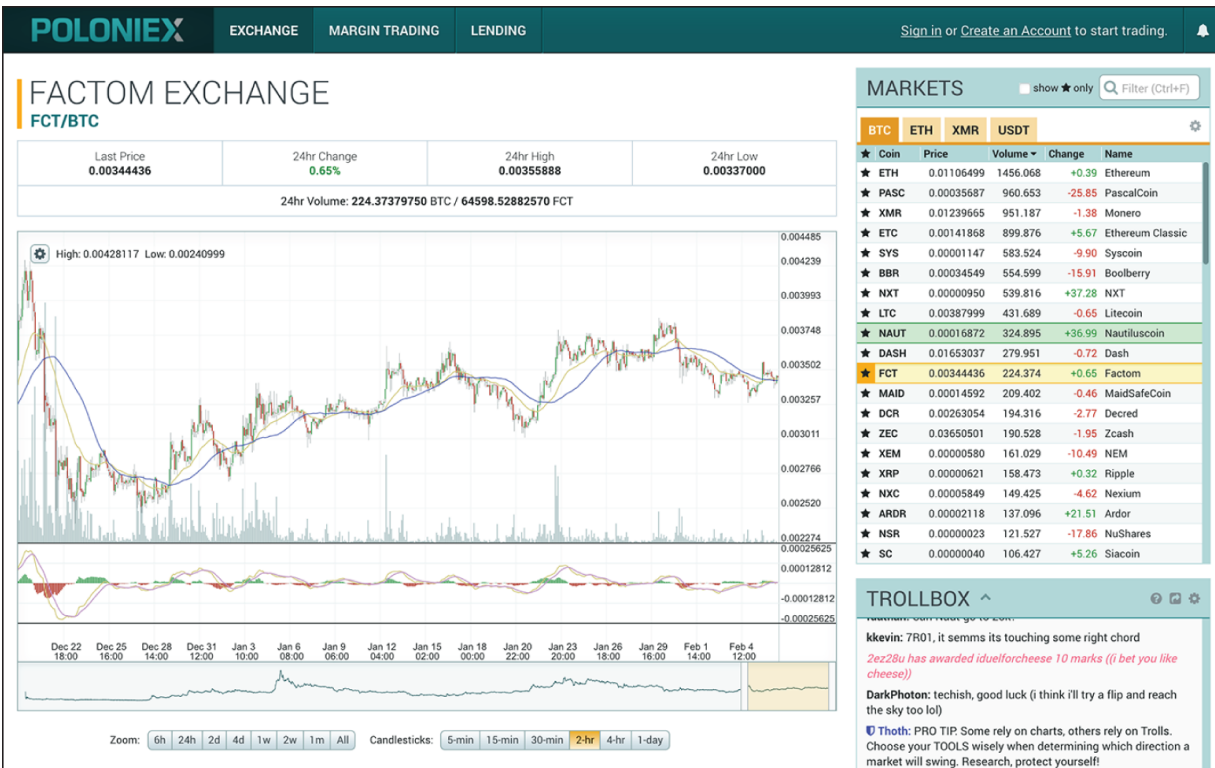 POLONIEX
EXCHANGE MARGIN TRADING LENDING
Sign in or Create an Account to start trading.
FACTOM EXCHANGE
FCT/BTC
Last Price
0.00344436
24hr Change
0.65%
24hr High
0.00355888
24hr Low
0.00337000
24hr Volume: 224.37379750 BTC / 64598.52882570 FCT
High: 0.00428117 Low: 0.00240999
0.004485
0.004239
0.003993
0.003748
0.003502
0.003257
0.003011
0.002766
0.002520
0.002274
0.00025625
0.00012812
-0.00012812
-0.00025625
Dec 22 Dec 25 Dec 28 Dec 31 Jan 3 Jan 6 Jan 9 Jan 12 Jan 15 Jan 18 Jan 20 Jan 23 Jan 26 Jan 29 Feb 1 Feb 4
18:00 16:00 14:00 12:00 10:00 08:00 06:00 04:00 02:00 00:00 22:00 20:00 18:00 16:00 14:00 12:00
Zoom: 6h 24h 2d 4d 1w 2w 1m All Candlesticks: 5-min 15-min 30-min 2-hr 4-hr 1-day
MARKETS show ★ only Filter (Ctrl+F)
BTC ETH XMR USDT
★ Coin Price Volume Change Name
★ ETH 0.01106499 1456.068 +0.39 Ethereum
★ PASC 0.00035687 960.653 -25.85 PascalCoin
★ XMR 0.01239665 951.187 -1.38 Monero
★ ETC 0.00141868 899.876 +5.67 Ethereum Classic
★ SYS 0.00001147 583.524 -9.90 Syscoin
★ BBR 0.00034549 554.599 -15.91 Boolberry
★ NXT 0.00000950 539.816 +37.28 NXT
★ LTC 0.00387999 431.689 -0.65 Litecoin
★ NAUT 0.00016872 324.895 +36.99 Nautiluscoin
★ DASH 0.01653037 279.951 -0.72 Dash
★ FCT 0.00344436 224.374 +0.65 Factom
★ MAID 0.00014592 209.402 -0.46 MaidSafeCoin
★ DCR 0.00263054 194.316 -2.77 Decred
★ ZEC 0.03650501 190.528 -1.95 Zcash
★ XEM 0.00000580 161.029 -10.49 NEM
★ XRP 0.00000621 158.473 +0.32 Ripple
★ NXC 0.00005849 149.425 -4.62 Nexium
★ ARDR 0.00002118 137.096 +21.51 Ardor
★ NSR 0.00000023 121.527 -17.86 NuShares
★ SC 0.00000040 106.427 +5.26 Siacoin
TROLLBOX
kkevin: 7R01, it semms its touching some right chord
2ez28u has awarded iduelforcheese 10 marks ((i bet you like
cheese))
DarkPhoton: techish, good luck (i think i'll try a flip and reach
the sky too lol)
Thoth: PRO TIP. Some rely on charts, others rely on Trolls.
Choose your TOOLS wisely when determining which direction a
market will swing. Research, protect yourself!